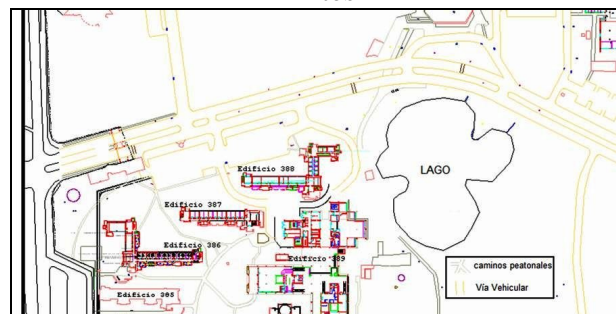 Edificio 388
LAGO
Edificio 387
Edificio 386
Edificio 389
caminos peatonales
Vía Vehicular
Edificio 385